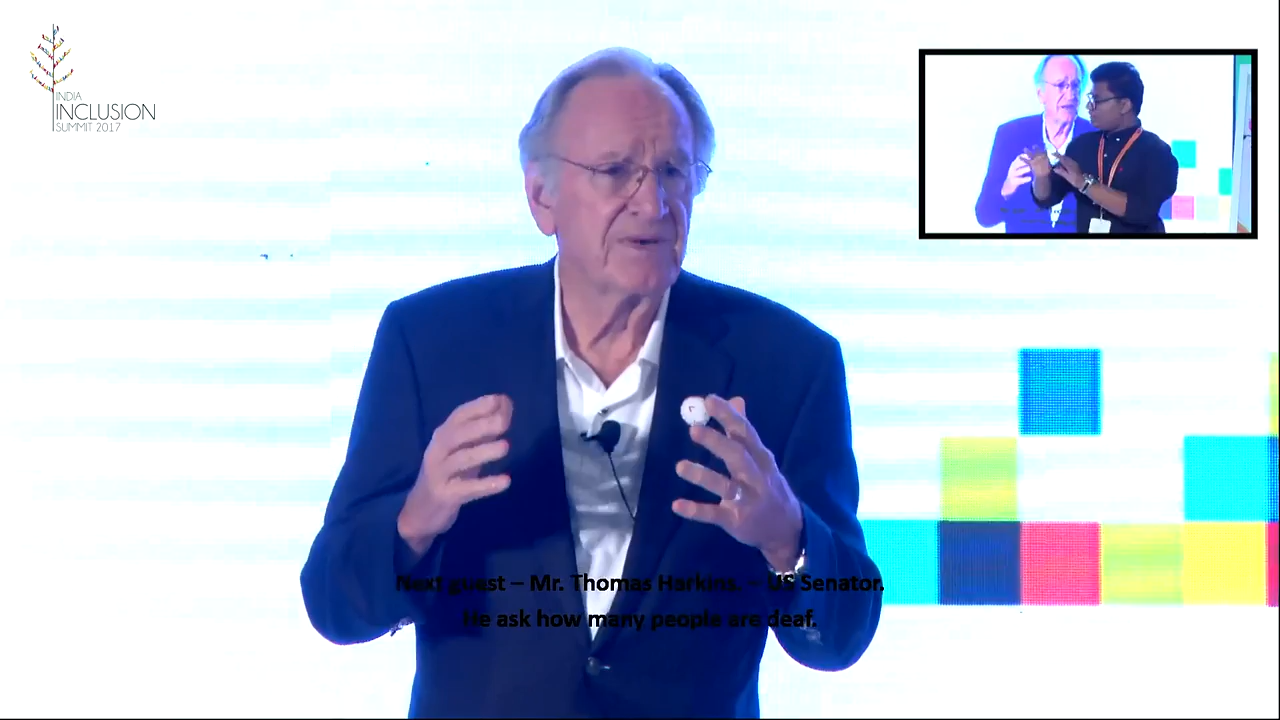 INDIA
INCLUSION
SUMMIT 2017
Next guest – Mr. Thomas Harkins. – US Senator.
He ask how many people are deaf.